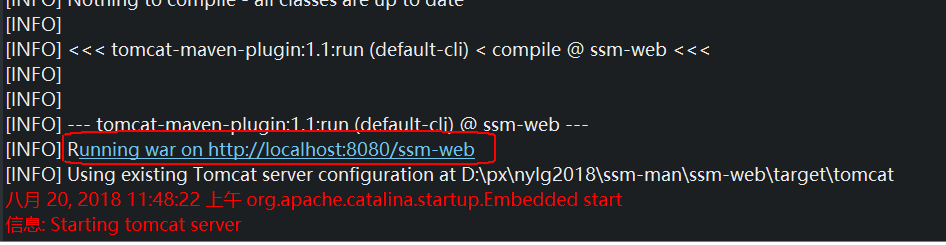 [INFO] Nothing to compile - all classes are up to date
[INFO]
[INFO] <<< tomcat-maven-plugin:1.1:run (default-cli) < compile @ ssm-web <<<
[INFO]
[INFO]
[INFO] --- tomcat-maven-plugin:1.1:run (default-cli) @ ssm-web ---
[INFO] Running war on http://localhost:8080/ssm-web
[INFO] Using existing Tomcat server configuration at D:\px\nylg2018\ssm-man\ssm-web\target\tomcat
八月 20, 2018 11:48:22 上午 org.apache.catalina.startup.Embedded start
信息: Starting tomcat server